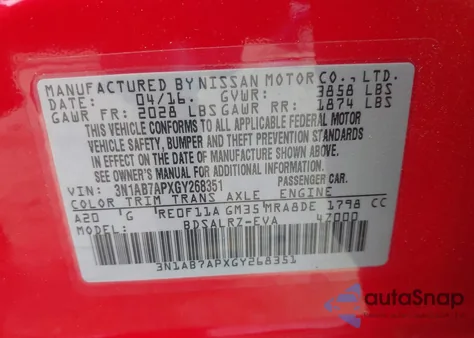 MANUFACTURED BY NISSAN MOTOR CO., LTD.
DATE: 04/16 GVWR: 3858 LBS
GAWR FR: 2028 LBS GAWR RR: 1874 LBS
THIS VEHICLE CONFORMS TO ALL APPLICABLE FEDERAL MOTOR
VEHICLE SAFETY, BUMPER AND THEFT PREVENTION STANDARDS
IN EFFECT ON THE DATE OF MANUFACTURE SHOWN ABOVE.
SEE OWNER'S MANUAL FOR MORE INFORMATION.
VIN: 3N1AB7APXGY268351 PASSENGER CAR.
COLOR TRIM TRANS AXLE ENGINE
A20 G RE0F11A GM35 MRA8DE 1798 CC
MODEL: BDSALRZ-EVA 47000
3N1AB7APXGY268351
autoSnap